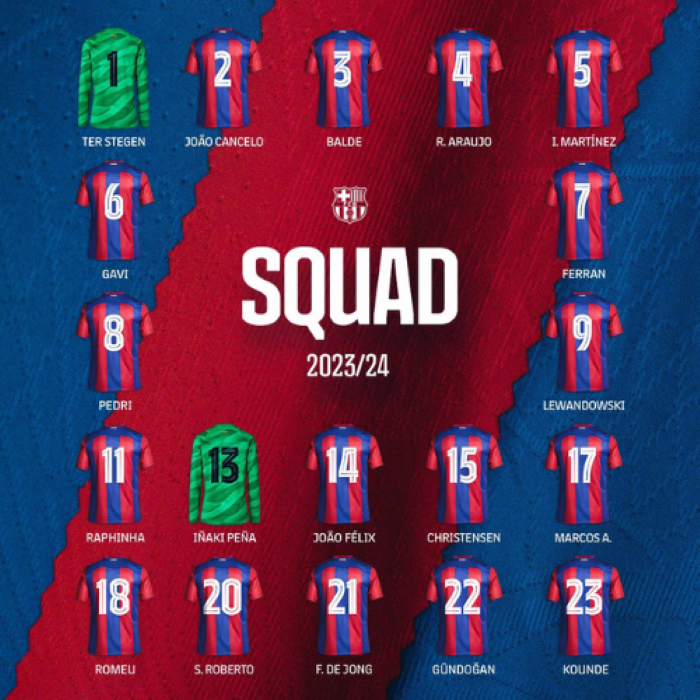 1 2 3 4 5
TER STEGEN JOÃO CANCELO BALDE R. ARAUJO I. MARTÍNEZ
6 7
GAVI FERRAN
SQUAD
8 9
2023/24
PEDRI LEWANDOWSKI
11 13 14 15 17
RAPHINHA IÑAKI PEÑA JOÃO FÉLIX CHRISTENSEN MARCOS A.
18 20 21 22 23
ROMEU S. ROBERTO F. DE JONG GÜNDOĞAN KOUNDE